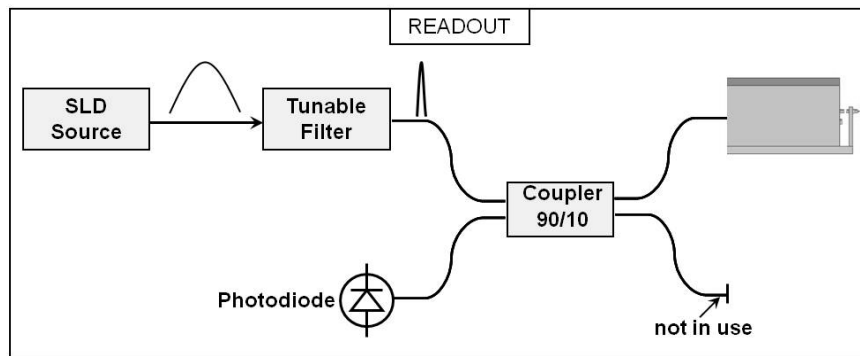 READOUT
SLD
Source
Tunable
Filter
Coupler
90/10
Photodiode
not in use